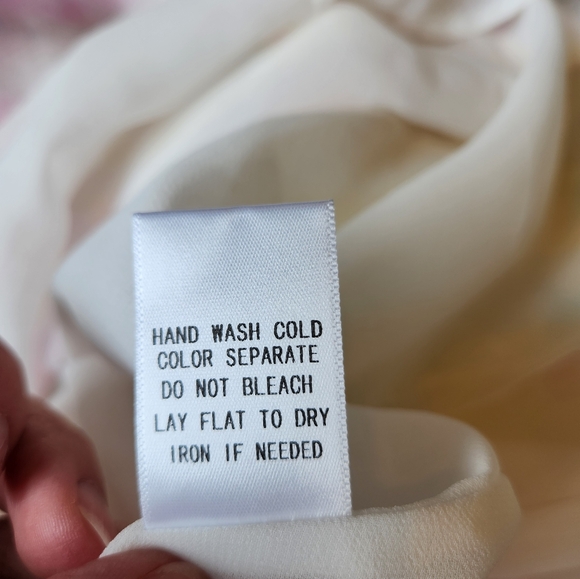 HAND WASH COLD
COLOR SEPARATE
DO NOT BLEACH
LAY FLAT TO DRY
IRON IF NEEDED